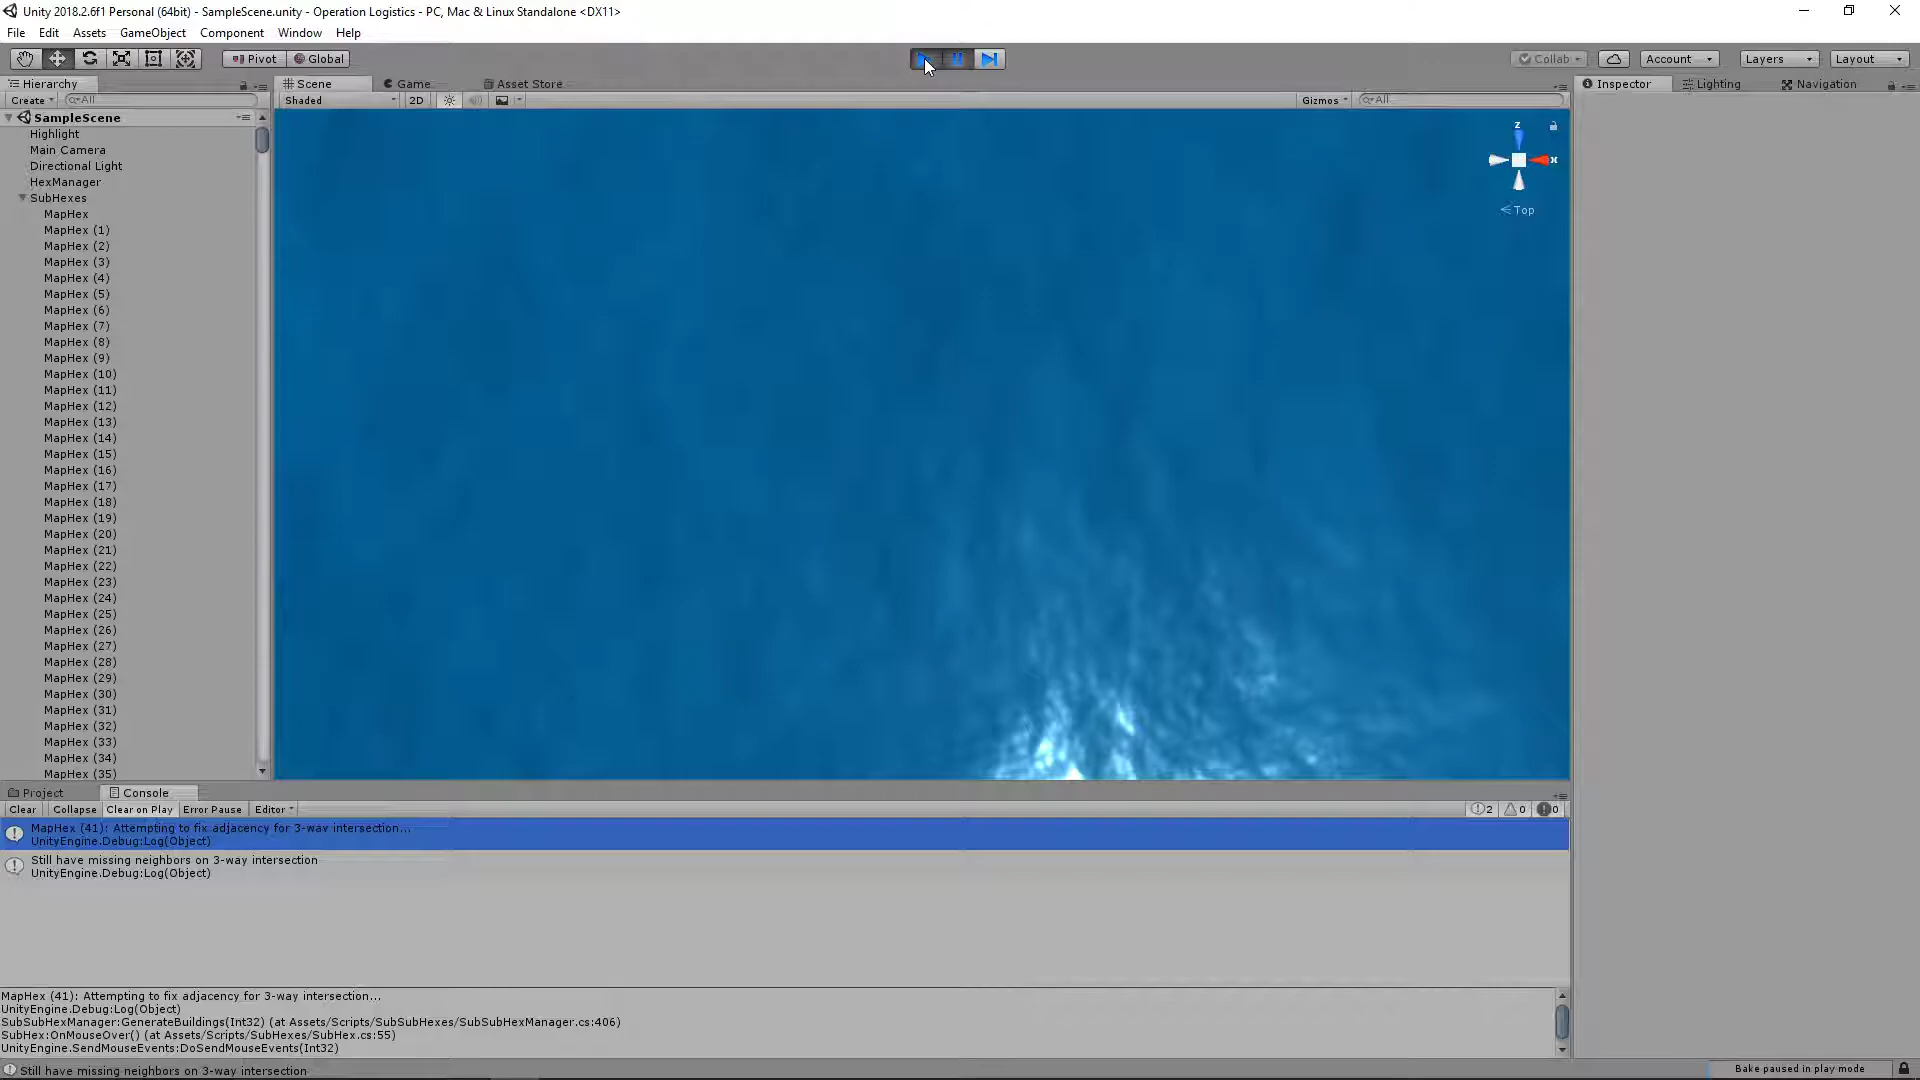 Unity 2018.2.6f1 Personal (64bit) - SampleScene.unity - Operation Logistics - PC, Mac & Linux Standalone <DX11>
File Edit Assets GameObject Component Window Help
Pivot Global Collab Account Layers Layout
Hierarchy Scene Game Asset Store Inspector Lighting Navigation
Create All Shaded 2D Gizmos All
SampleScene
Highlight
Main Camera
Directional Light
HexManager
SubHexes
MapHex
MapHex (1)
MapHex (2)
MapHex (3)
MapHex (4)
MapHex (5)
MapHex (6)
MapHex (7)
MapHex (8)
MapHex (9)
MapHex (10)
MapHex (11)
MapHex (12)
MapHex (13)
MapHex (14)
MapHex (15)
MapHex (16)
MapHex (17)
MapHex (18)
MapHex (19)
MapHex (20)
MapHex (21)
MapHex (22)
MapHex (23)
MapHex (24)
MapHex (25)
MapHex (26)
MapHex (27)
MapHex (28)
MapHex (29)
MapHex (30)
MapHex (31)
MapHex (32)
MapHex (33)
MapHex (34)
MapHex (35)
z
x
Top
Project Console
Clear Collapse Clear on Play Error Pause Editor 2 0 0
MapHex (41): Attempting to fix adjacency for 3-way intersection...
UnityEngine.Debug:Log(Object)
Still have missing neighbors on 3-way intersection
UnityEngine.Debug:Log(Object)
MapHex (41): Attempting to fix adjacency for 3-way intersection...
UnityEngine.Debug:Log(Object)
SubSubHexManager:GenerateBuildings(Int32) (at Assets/Scripts/SubSubHexes/SubSubHexManager.cs:406)
SubHex:OnMouseOver() (at Assets/Scripts/SubHexes/SubHex.cs:55)
UnityEngine.SendMouseEvents:DoSendMouseEvents(Int32)
Still have missing neighbors on 3-way intersection
Bake paused in play mode